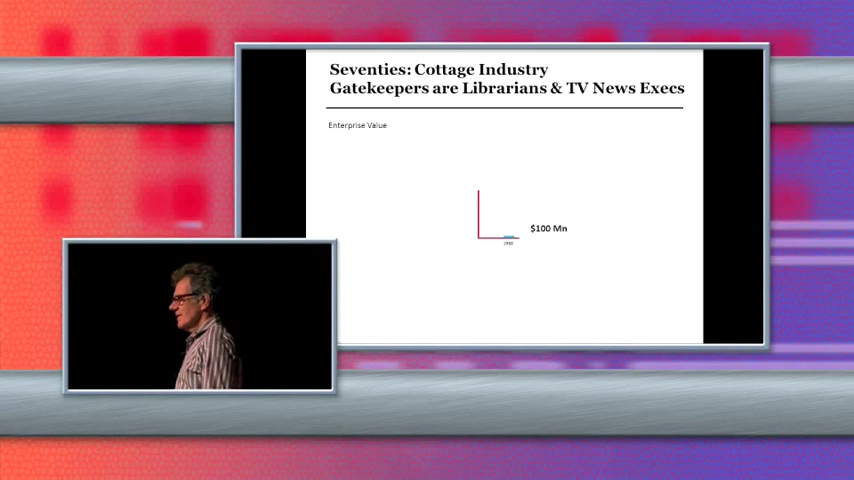 Seventies: Cottage Industry
Gatekeepers are Librarians & TV News Execs
Enterprise Value
$100 Mn